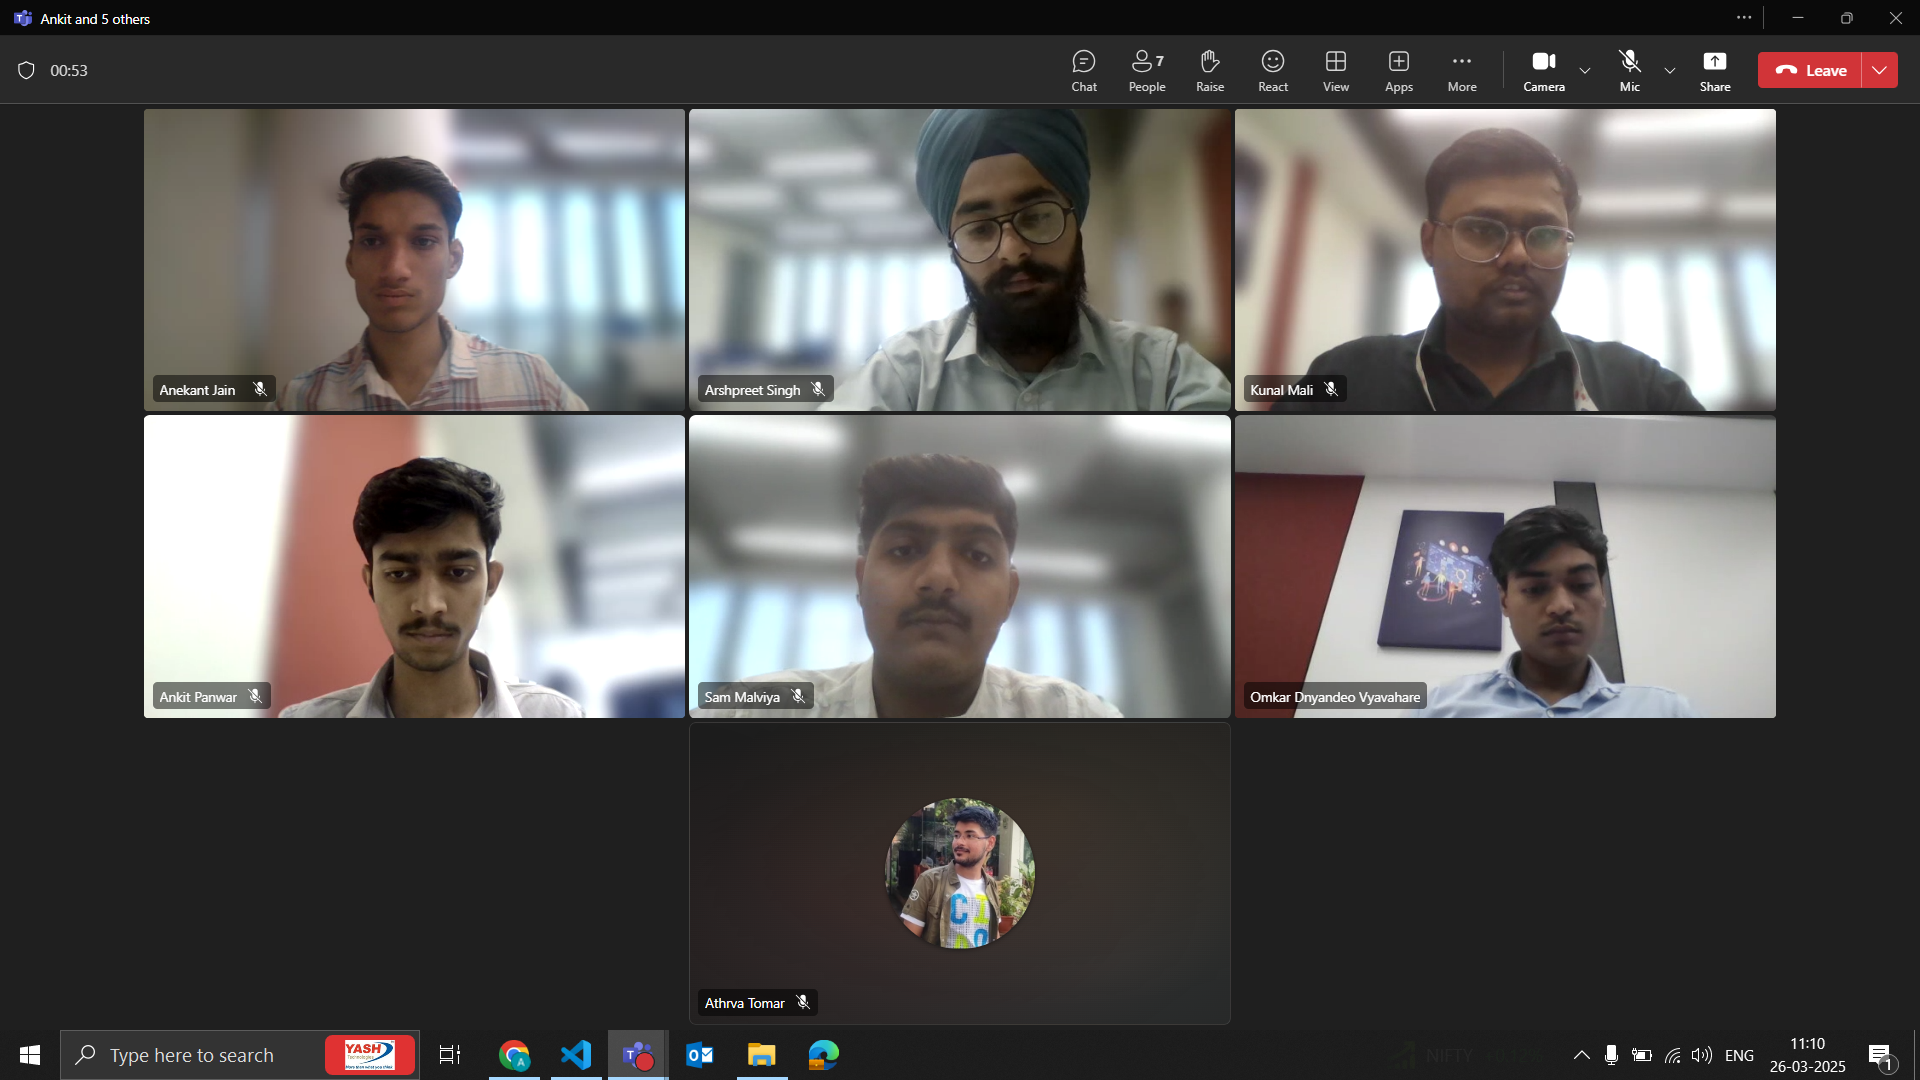 Ankit and 5 others
00:53
Chat
People
7
Raise
React
View
Apps
More
Camera
Mic
Share
Leave
Anekant Jain
Arshpreet Singh
Kunal Mali
Ankit Panwar
Sam Malviya
Omkar Dnyandeo Vyavahare
Athrva Tomar
Type here to search
YASH
Technologies
NIFTY
ENG
11:10
26-03-2025
1